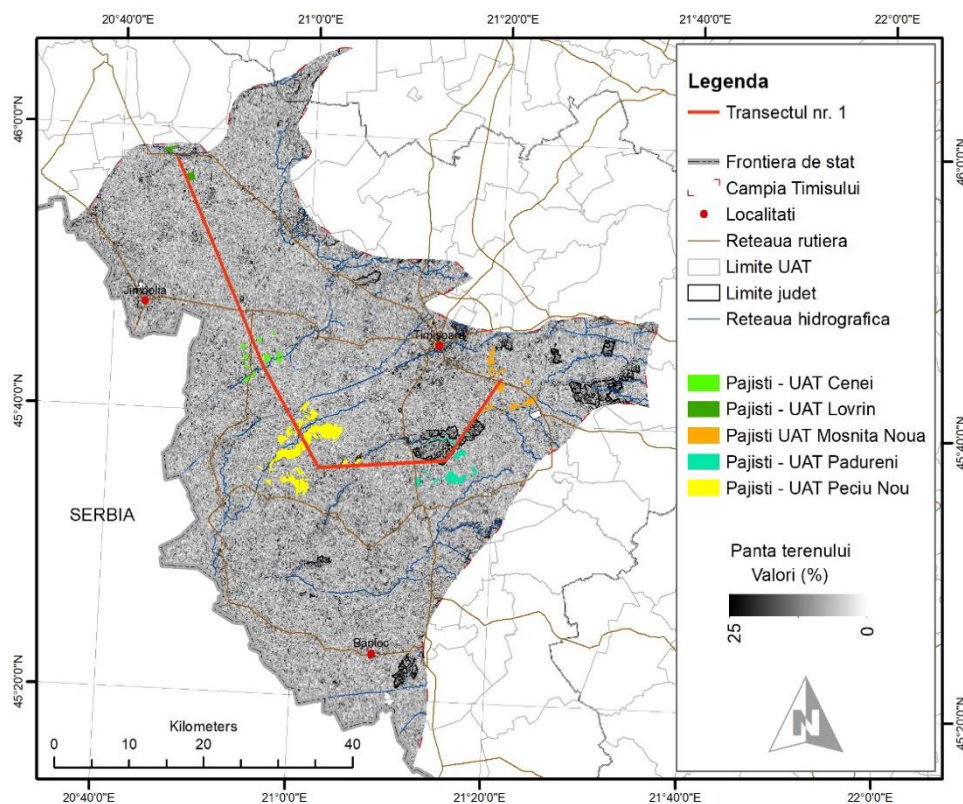 20°40'0"E 21°0'0"E 21°20'0"E 21°40'0"E 22°0'0"E
46°0'0"N
45°40'0"N
45°20'0"N
Jimbolia
Timisoara
SERBIA
Banloc
Kilometers
0 10 20 40
Legenda
Transectul nr. 1
Frontiera de stat
Campia Timisului
Localitati
Reteaua rutiera
Limite UAT
Limite judet
Reteaua hidrografica
Pajisti - UAT Cenei
Pajisti - UAT Lovrin
Pajisti UAT Mosnita Noua
Pajisti - UAT Padureni
Pajisti - UAT Peciu Nou
Panta terenului
Valori (%)
25 0
N
46°0'0"N
45°40'0"N
45°20'0"N
20°40'0"E 21°0'0"E 21°20'0"E 21°40'0"E 22°0'0"E